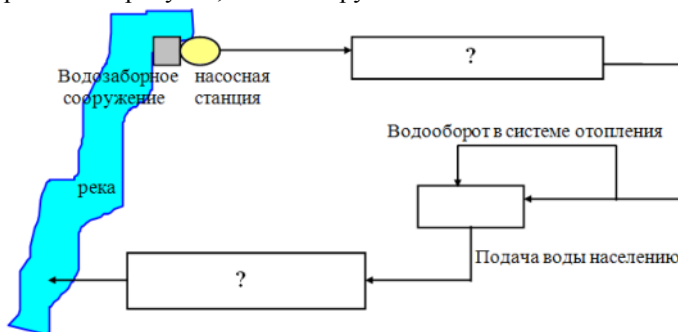 ?
Водозаборное насосная
сооружение станция
Водооборот в системе отопления
река
Подача воды населению
?